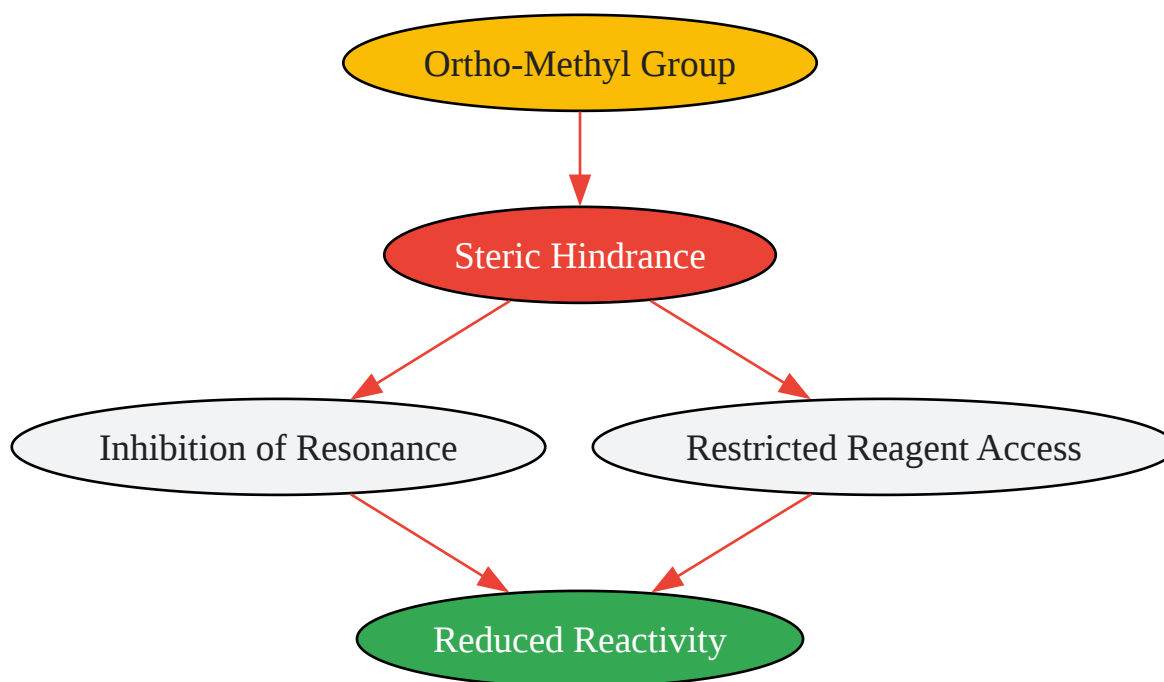 Ortho-Methyl Group
Steric Hindrance
Inhibition of Resonance
Restricted Reagent Access
Reduced Reactivity